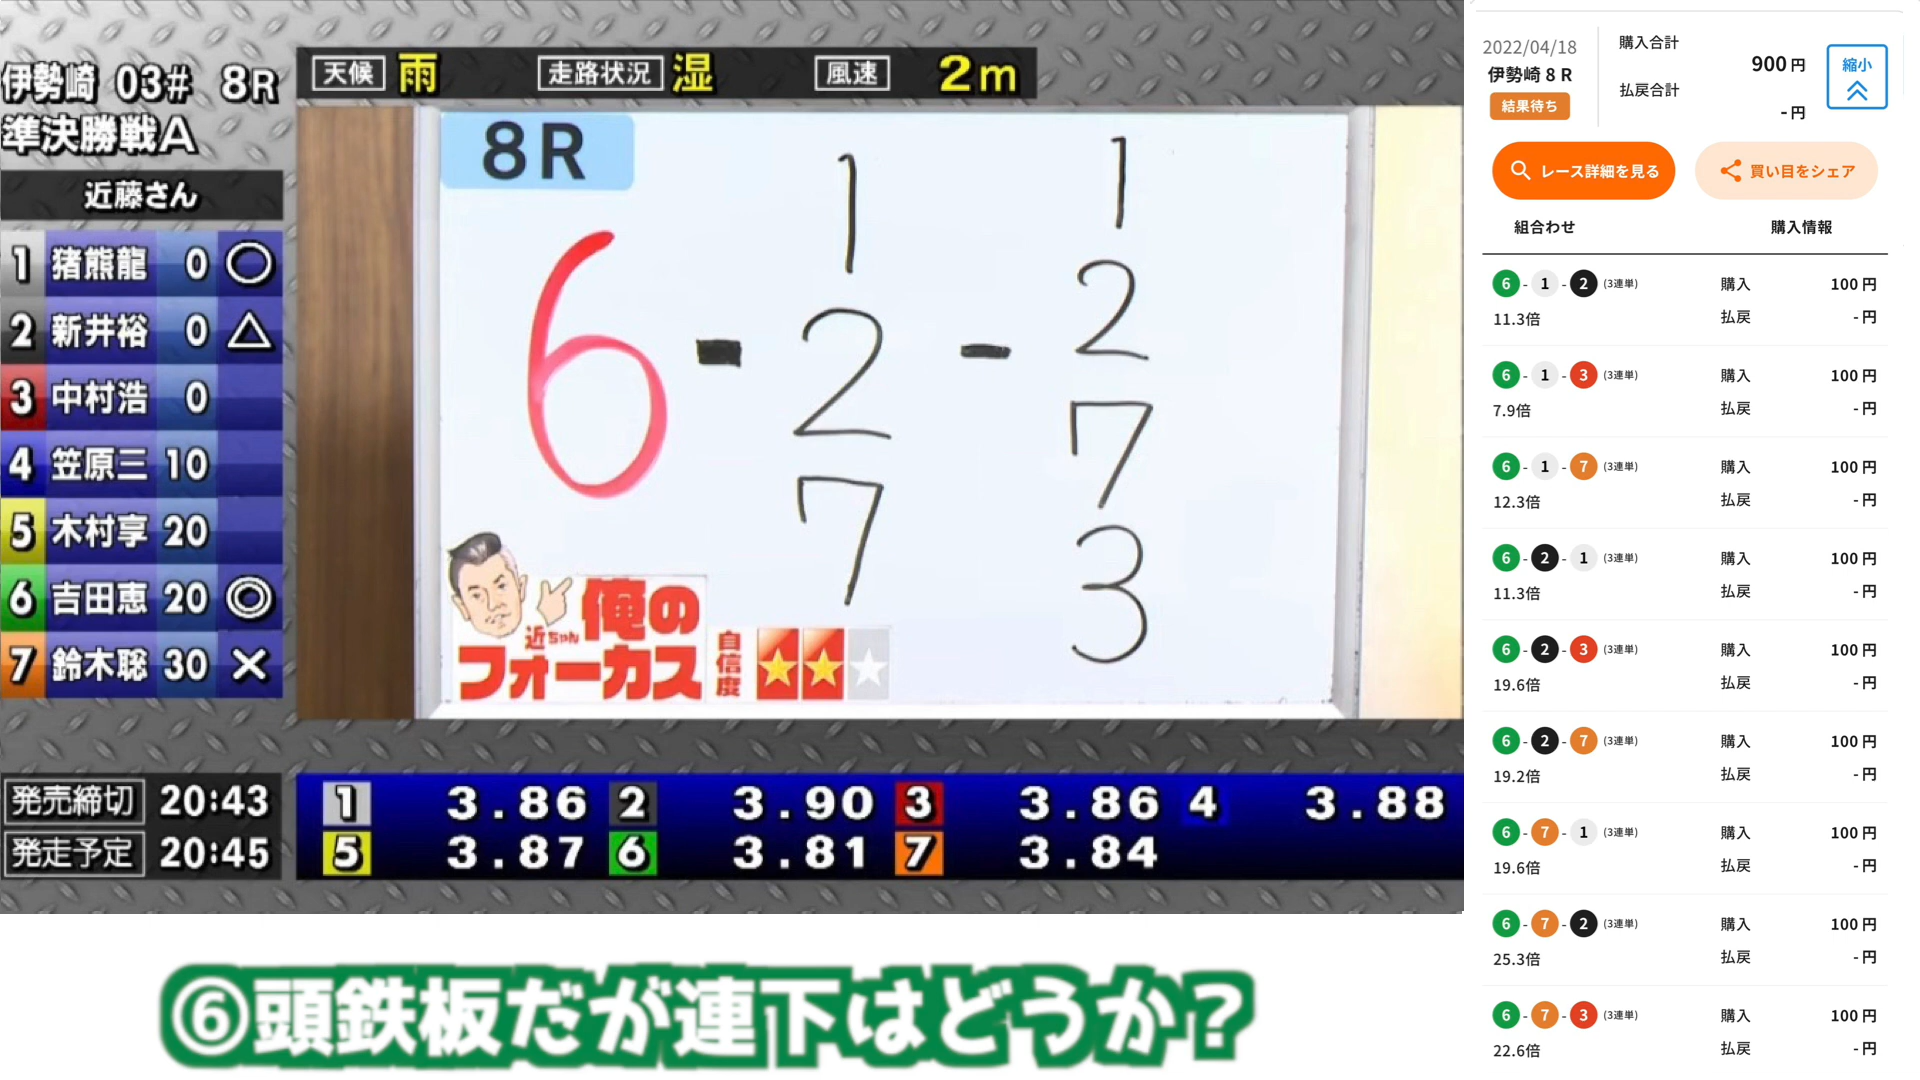 伊勢崎 03# 8R
準決勝戦A
近藤さん
1 猪熊龍 0 ◯
2 新井裕 0 △
3 中村浩 0
4 笠原三 10
5 木村享 20
6 吉田恵 20 ◎
7 鈴木聡 30 ×
発売締切 20:43
発走予定 20:45
天候 雨 走路状況 湿 風速 2m
8R
6 - 1 2 7 - 1 2 7 3
近ちゃん 俺の
フォーカス
自信度
1 3.86 2 3.90 3 3.86 4 3.88
5 3.87 6 3.81 7 3.84
⑥頭鉄板だが連下はどうか?
2022/04/18
伊勢崎 8 R
結果待ち
購入合計 900 円
払戻合計 - 円
縮小
レース詳細を見る
買い目をシェア
組合わせ 購入情報
6 - 1 - 2 (3連単) 購入 100 円
11.3倍 払戻 - 円
6 - 1 - 3 (3連単) 購入 100 円
7.9倍 払戻 - 円
6 - 1 - 7 (3連単) 購入 100 円
12.3倍 払戻 - 円
6 - 2 - 1 (3連単) 購入 100 円
11.3倍 払戻 - 円
6 - 2 - 3 (3連単) 購入 100 円
19.6倍 払戻 - 円
6 - 2 - 7 (3連単) 購入 100 円
19.2倍 払戻 - 円
6 - 7 - 1 (3連単) 購入 100 円
19.6倍 払戻 - 円
6 - 7 - 2 (3連単) 購入 100 円
25.3倍 払戻 - 円
6 - 7 - 3 (3連単) 購入 100 円
22.6倍 払戻 - 円